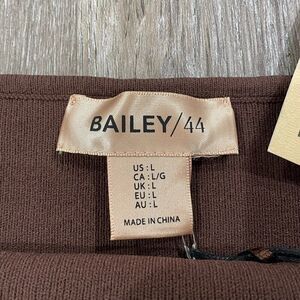 BAILEY/44
US : L
CA : L/G
UK : L
EU : L
AU : L
MADE IN CHINA